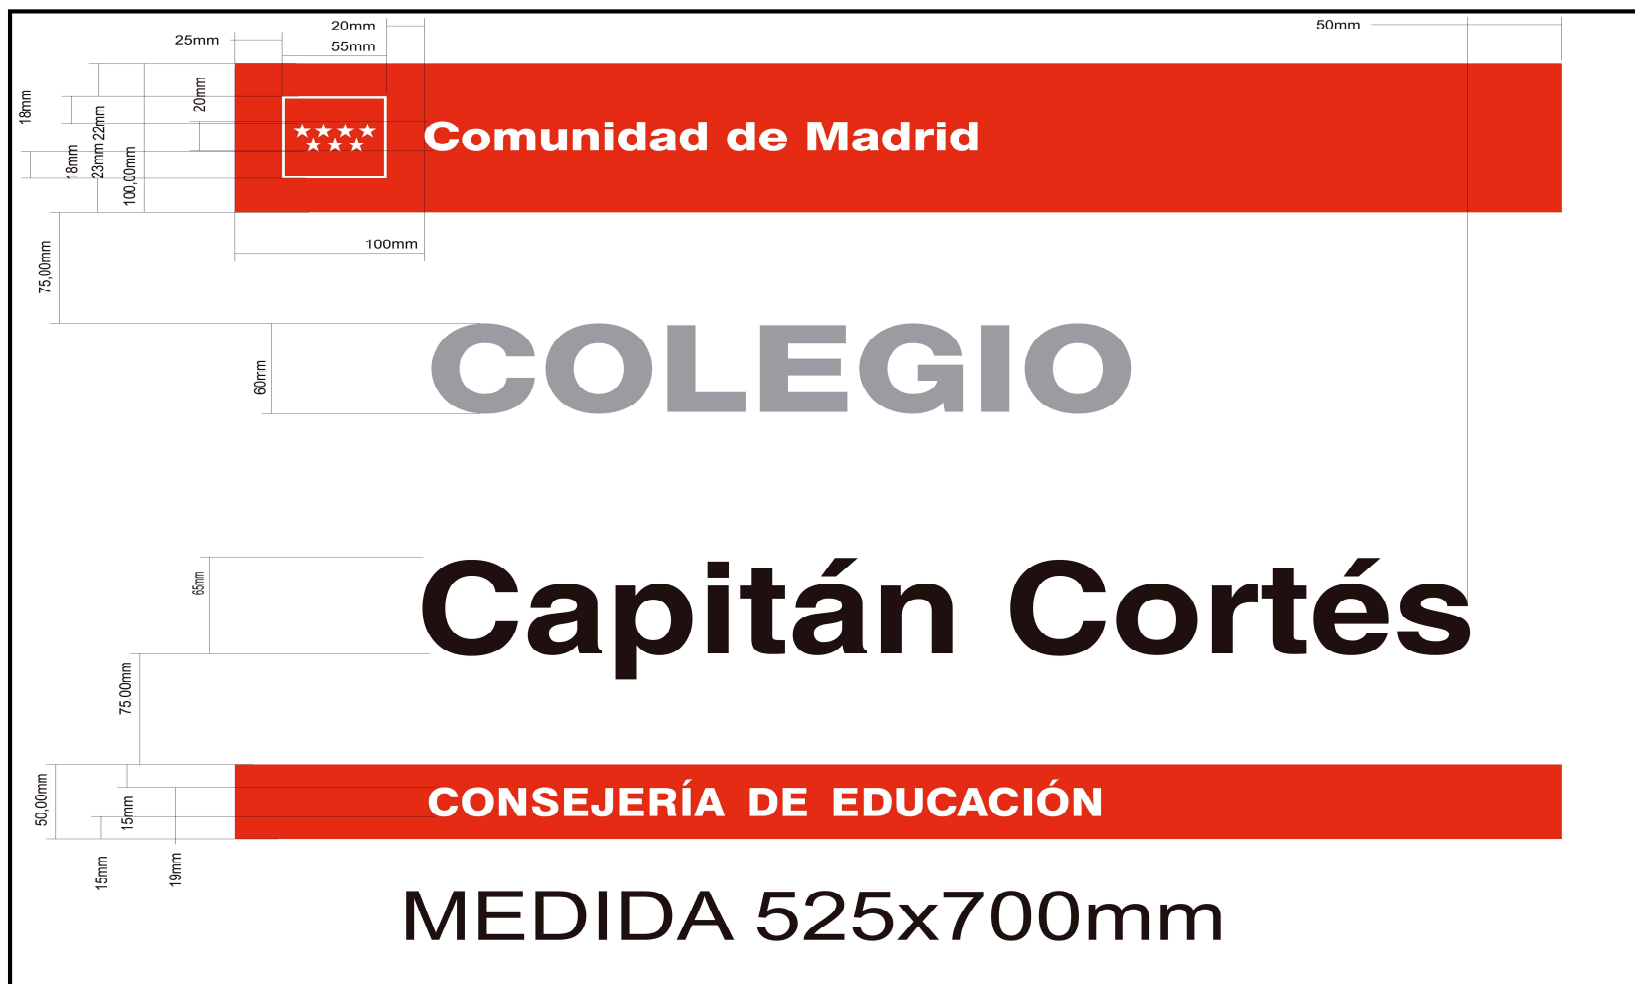 20mm
50mm
25mm
55mm
18mm
20mm
22mm
18mm
23mm
100,00mm
Comunidad de Madrid
100mm
75,00mm
COLEGIO
60mm
Capitán Cortés
65mm
75.00mm
CONSEJERÍA DE EDUCACIÓN
50,00mm
15mm
15mm
19mm
MEDIDA 525x700mm